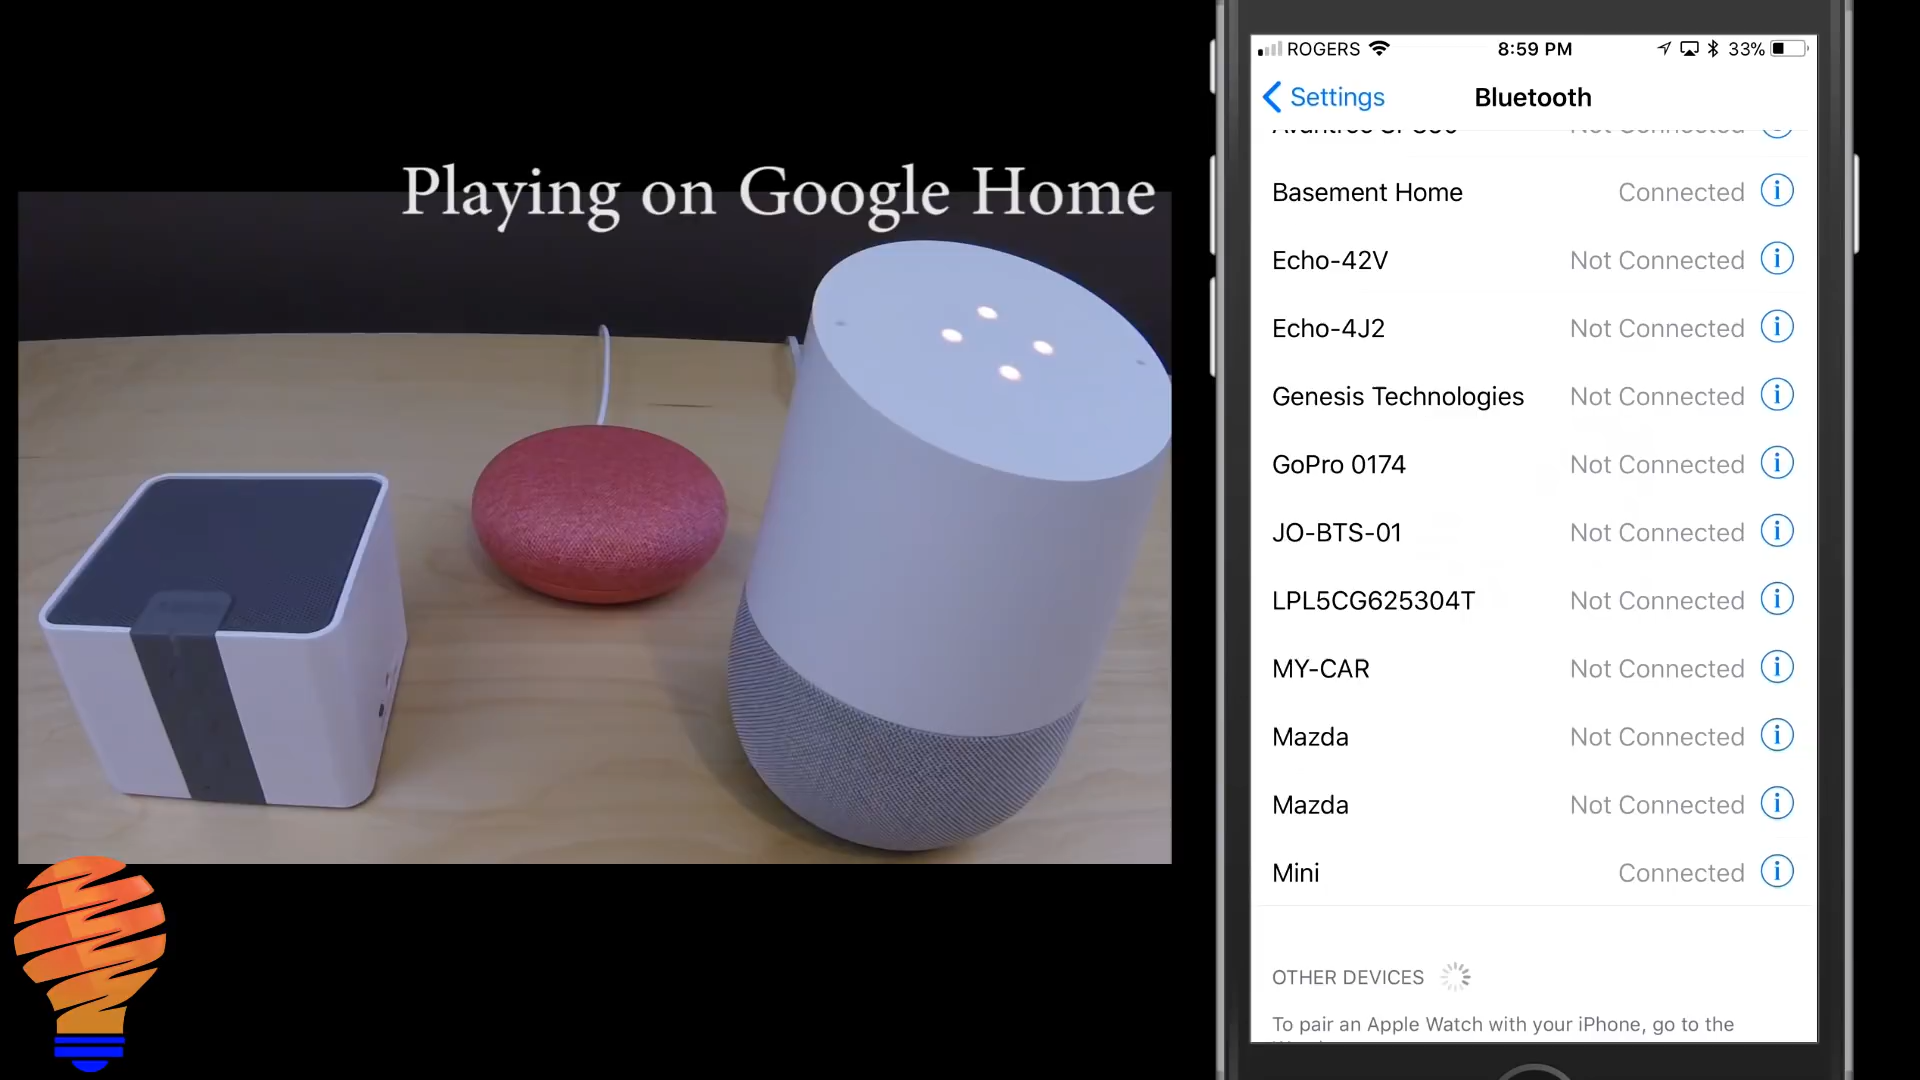 Playing on Google Home
ROGERS 8:59 PM 33%
Settings Bluetooth
Not Connected
Basement Home Connected
Echo-42V Not Connected
Echo-4J2 Not Connected
Genesis Technologies Not Connected
GoPro 0174 Not Connected
JO-BTS-01 Not Connected
LPL5CG625304T Not Connected
MY-CAR Not Connected
Mazda Not Connected
Mazda Not Connected
Mini Connected
OTHER DEVICES
To pair an Apple Watch with your iPhone, go to the